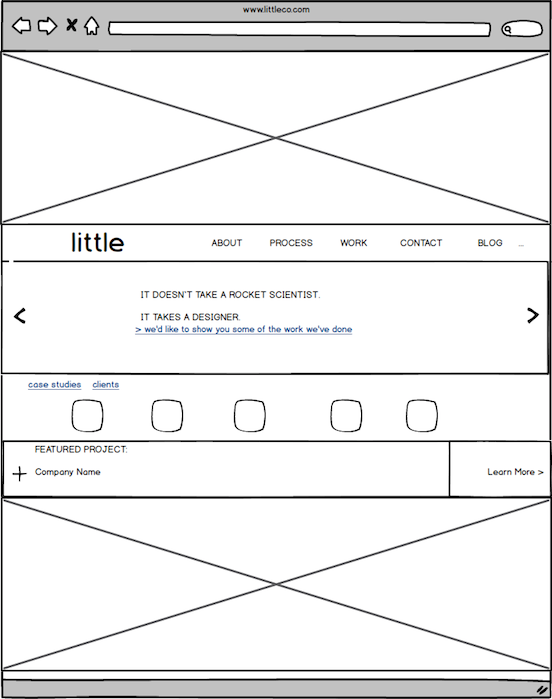 www.littleco.com
little ABOUT PROCESS WORK CONTACT BLOG ...
IT DOESN'T TAKE A ROCKET SCIENTIST.
IT TAKES A DESIGNER.
> we'd like to show you some of the work we've done
case studies clients
FEATURED PROJECT:
Company Name Learn More >